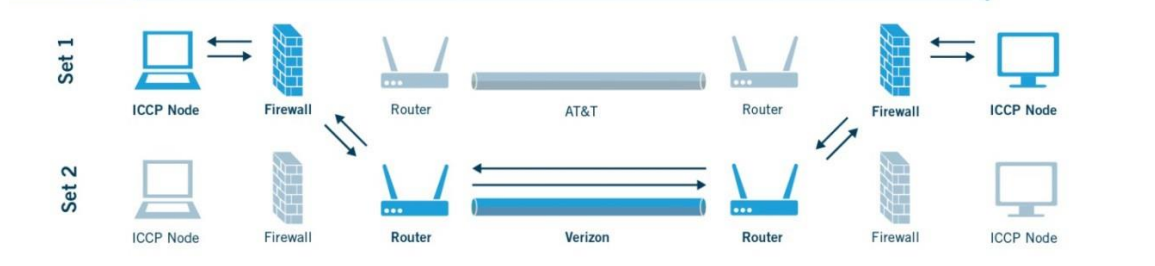 Set 1
ICCP Node
Firewall
Router
AT&T
Router
Firewall
ICCP Node
Set 2
ICCP Node
Firewall
Router
Verizon
Router
Firewall
ICCP Node